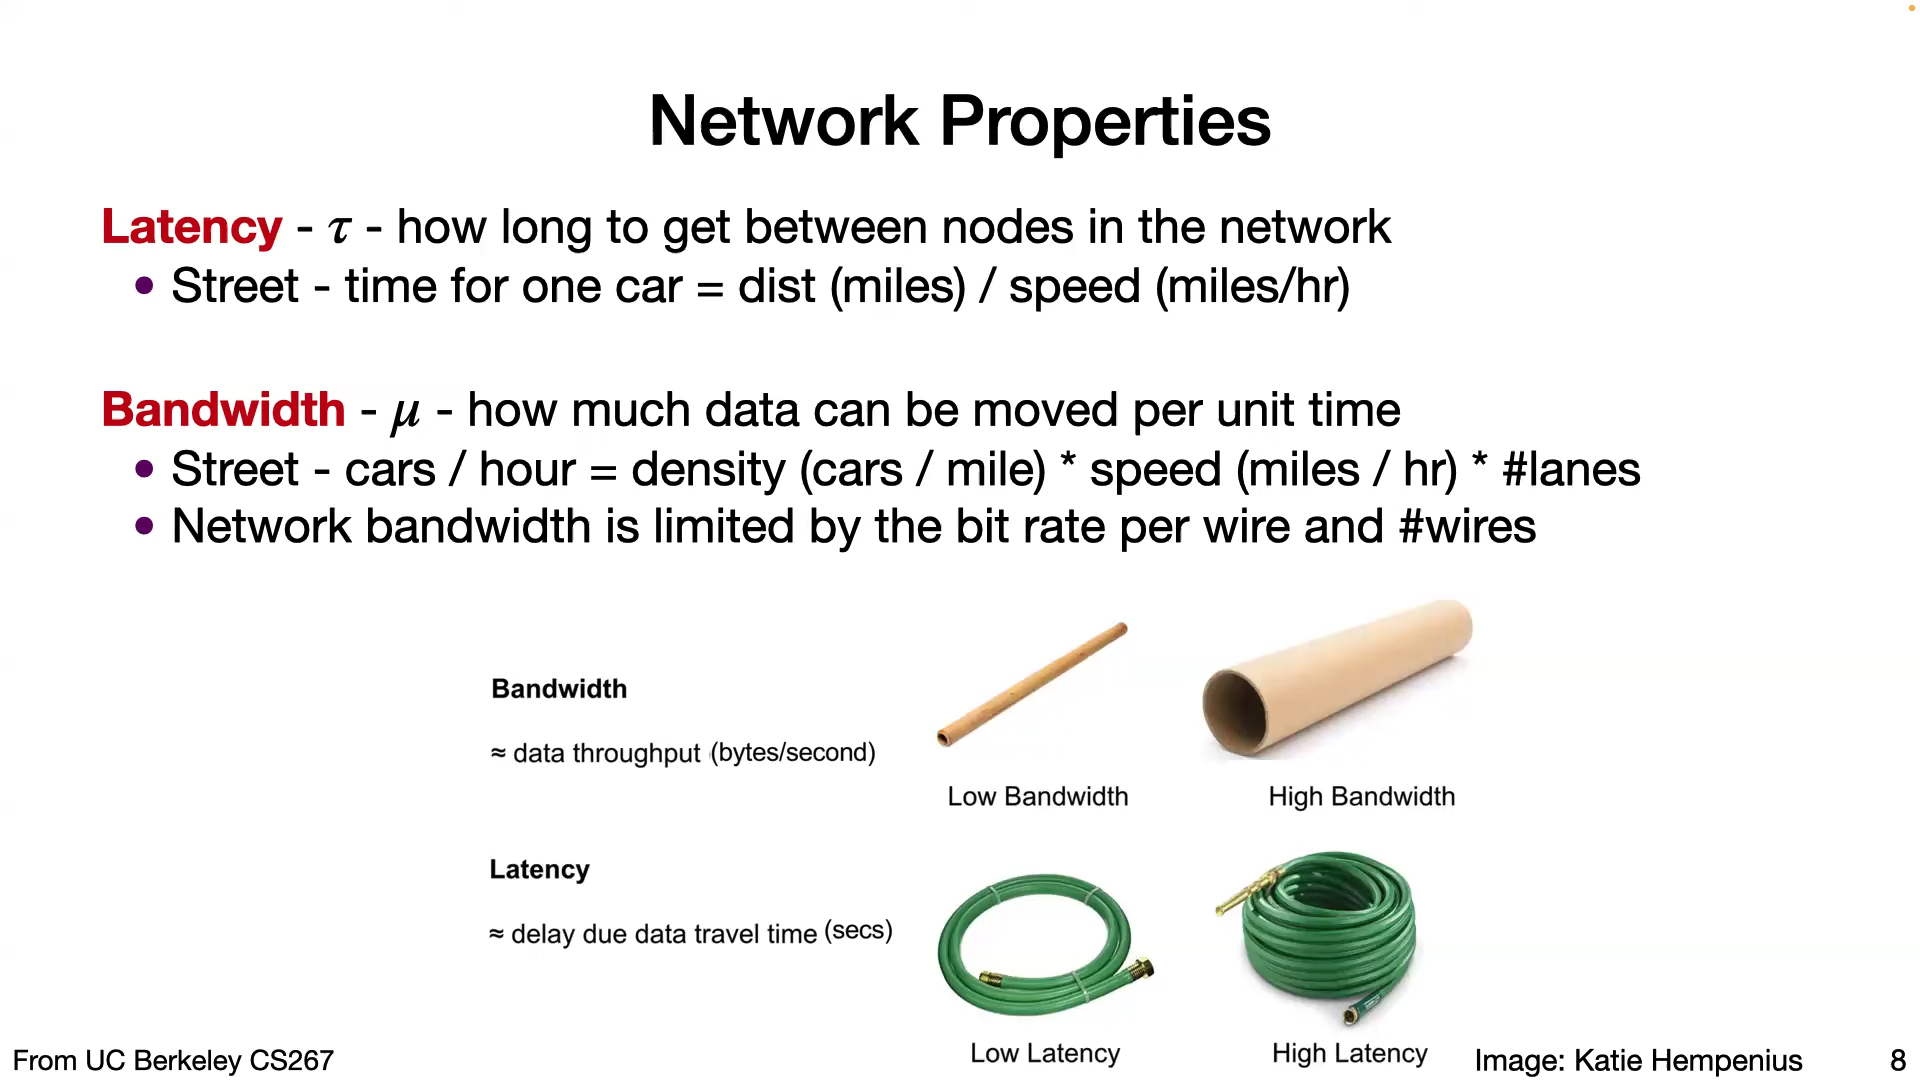 Network Properties
Latency - τ - how long to get between nodes in the network
• Street - time for one car = dist (miles) / speed (miles/hr)
Bandwidth - μ - how much data can be moved per unit time
• Street - cars / hour = density (cars / mile) * speed (miles / hr) * #lanes
• Network bandwidth is limited by the bit rate per wire and #wires
Bandwidth
≈ data throughput (bytes/second)
Low Bandwidth
High Bandwidth
Latency
≈ delay due data travel time (secs)
Low Latency
High Latency
From UC Berkeley CS267
Image: Katie Hempenius
8